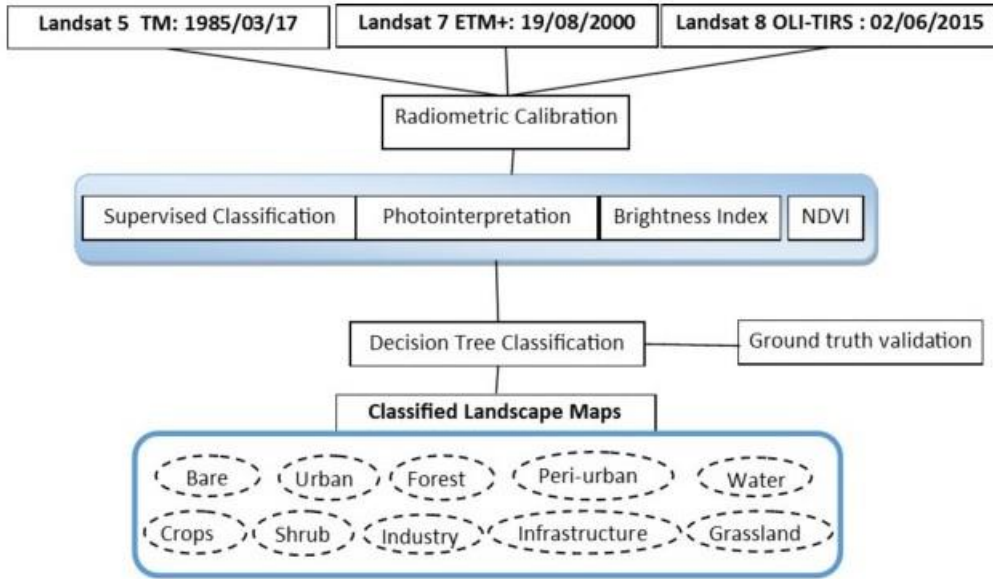 Landsat 5  TM: 1985/03/17
Landsat 7 ETM+: 19/08/2000
Landsat 8 OLI-TIRS : 02/06/2015
Radiometric Calibration
Supervised Classification
Photointerpretation
Brightness Index
NDVI
Decision Tree Classification
Ground truth validation
Classified Landscape Maps
Bare
Urban
Forest
Peri-urban
Water
Crops
Shrub
Industry
Infrastructure
Grassland